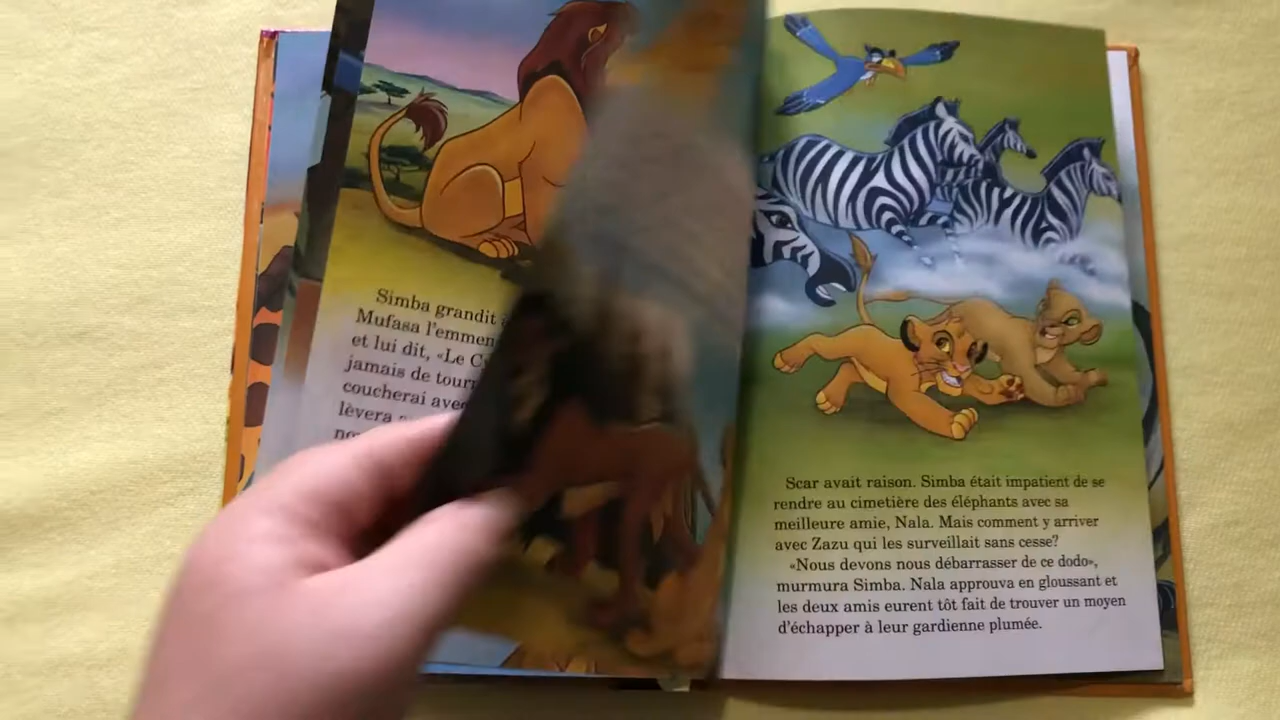 Simba grandit
Mufasa l'emmen
et lui dit, «Le
jamais de tour
coucherai avec
lèvera
Scar avait raison. Simba était impatient de se
rendre au cimetière des éléphants avec sa
meilleure amie, Nala. Mais comment y arriver
avec Zazu qui les surveillait sans cesse?
«Nous devons nous débarrasser de ce dodo»,
murmura Simba. Nala approuva en gloussant et
les deux amis eurent tôt fait de trouver un moyen
d'échapper à leur gardienne plumée.